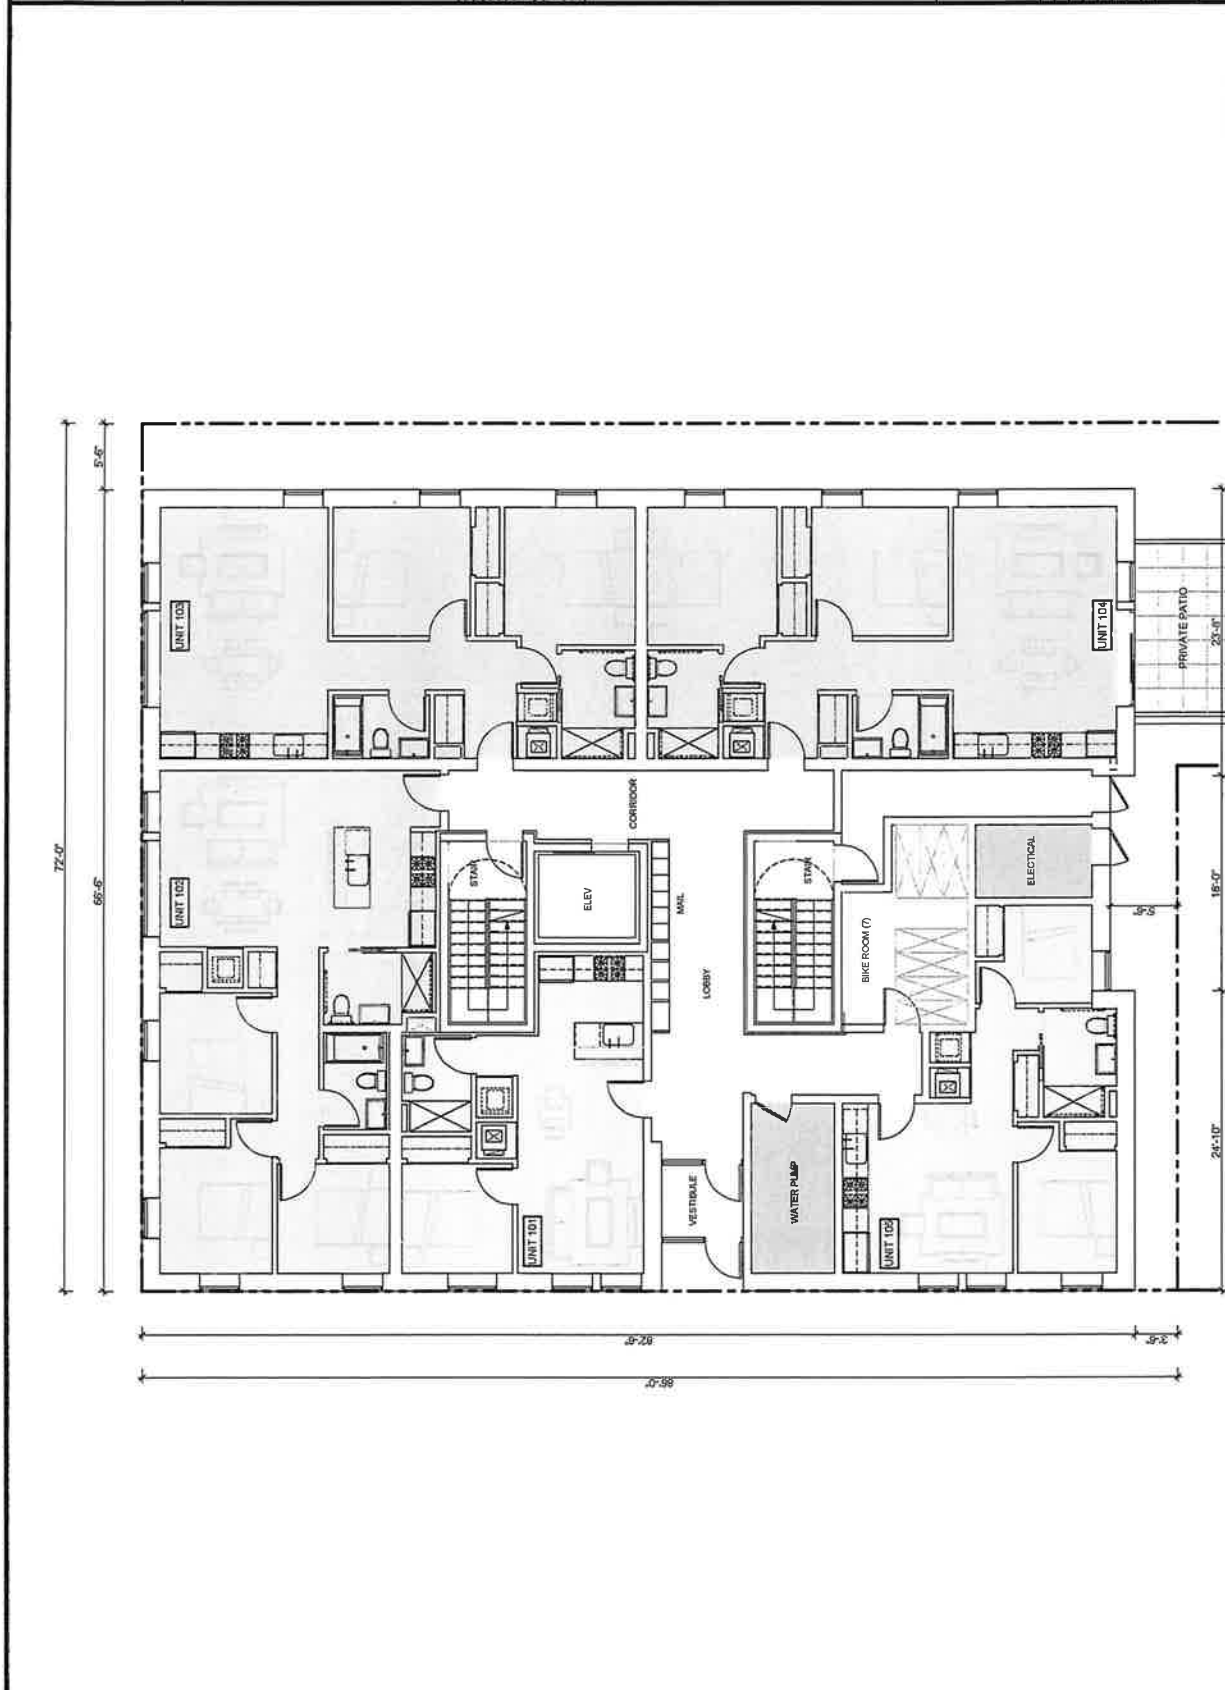 72'-0"
5'-6"
66'-6"
UNIT 103
UNIT 104
PRIVATE PATIO
23'-8"
UNIT 102
CORRIDOR
STAIR
ELEV
MAIL
STAIR
ELECTICAL
16'-0"
LOBBY
BIKE ROOM (7)
UNIT 101
VESTIBULE
WATER PUMP
UNIT 105
24'-10"
82'-6"
3'-6"
86'-0"